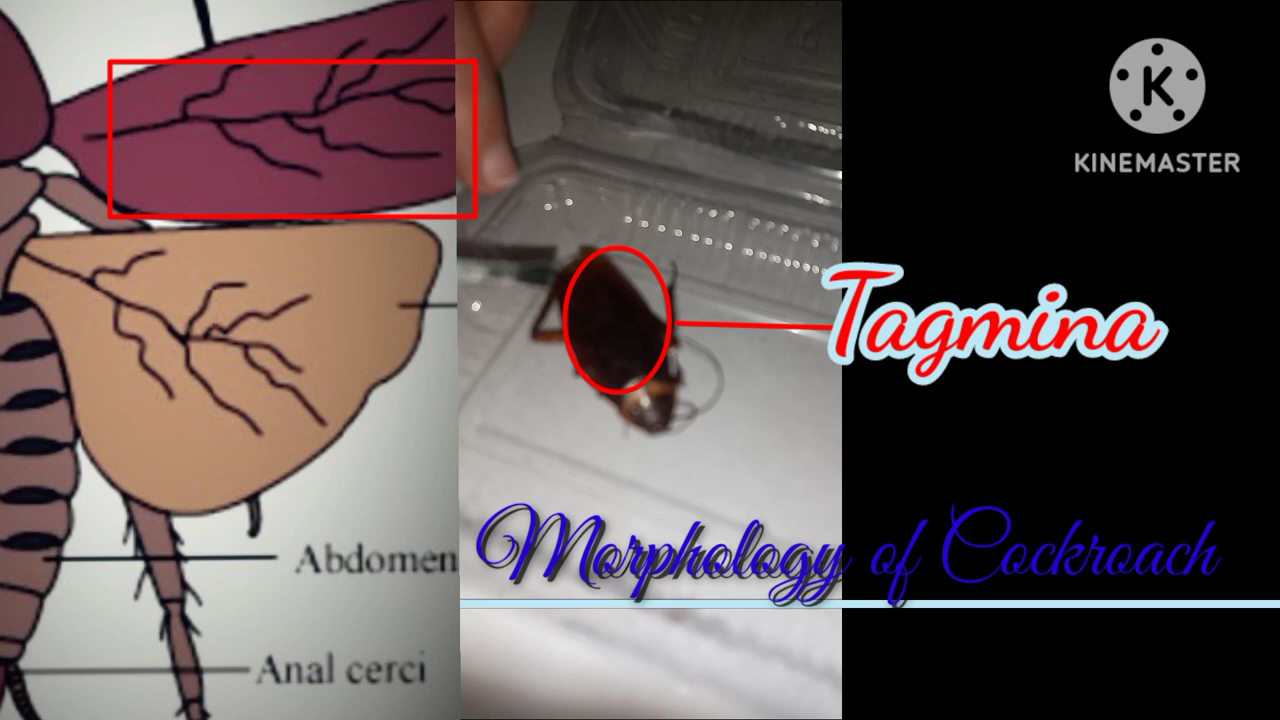 K
KINEMASTER
Tagmina
Morphology of Cockroach
Abdomen
Anal cerci